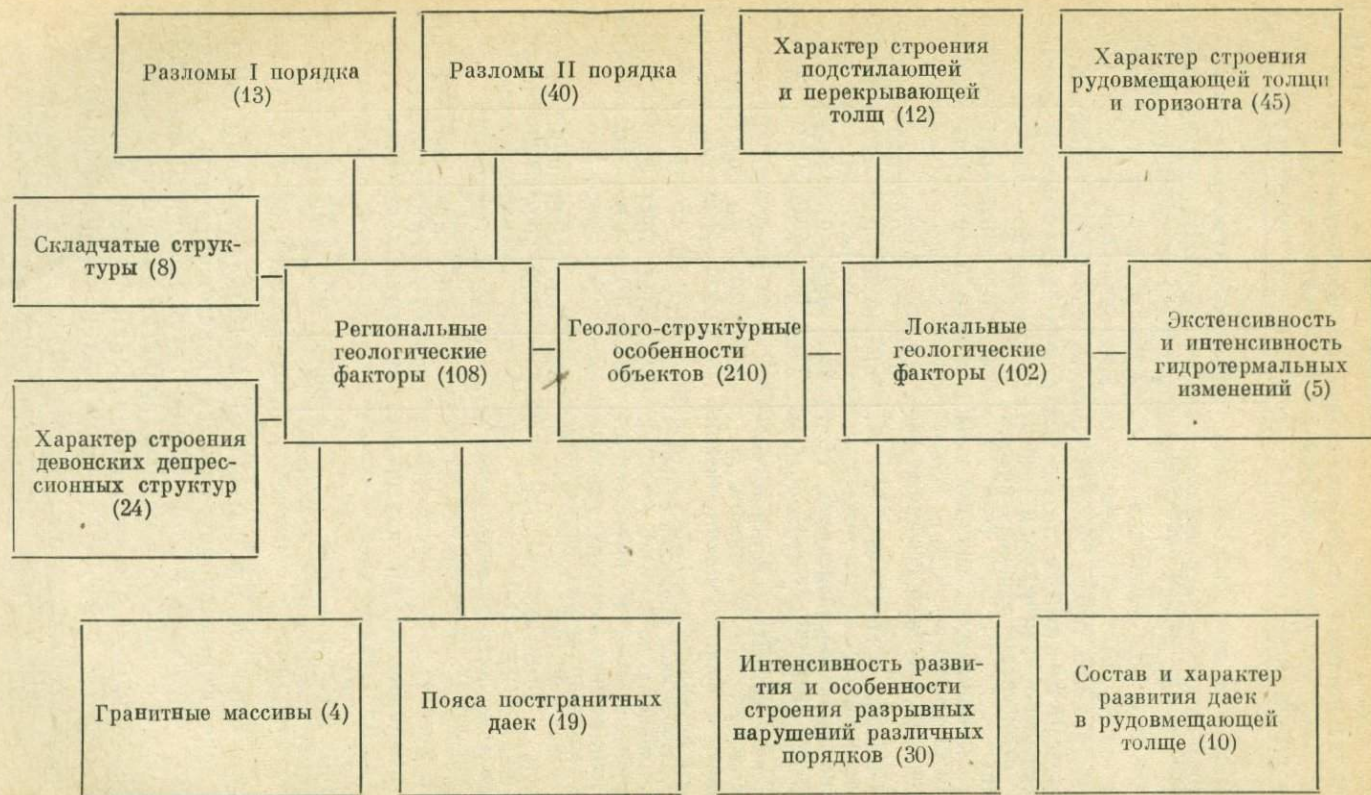 Разломы I порядка
(13)
Разломы II порядка
(40)
Характер строения
подстилающей
и перекрывающей
толщ (12)
Характер строения
рудовмещающей толщи
и горизонта (45)
Складчатые струк-
туры (8)
Региональные
геологические
факторы (108)
Геолого-структурные
особенности
объектов (210)
Локальные
геологические
факторы (102)
Экстенсивность
и интенсивность
гидротермальных
изменений (5)
Характер строения
девонских депрес-
сионных структур
(24)
Гранитные массивы (4)
Пояса постгранитных
даек (19)
Интенсивность разви-
тия и особенности
строения разрывных
нарушений различных
порядков (30)
Состав и характер
развития даек
в рудовмещающей
толще (10)